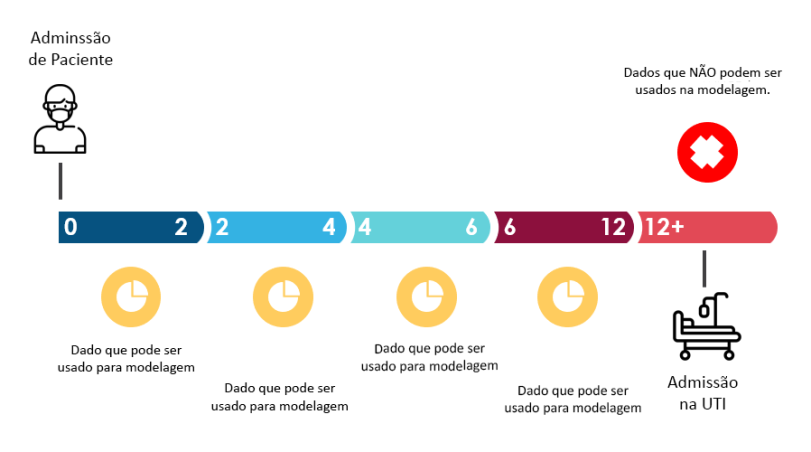 Adminssão
de Paciente
Dados que NÃO podem ser
usados na modelagem.
0 2 2 4 4 6 6 12 12+
Dado que pode ser
usado para modelagem
Dado que pode ser
usado para modelagem
Dado que pode ser
usado para modelagem
Dado que pode ser
usado para modelagem
Admissão
na UTI